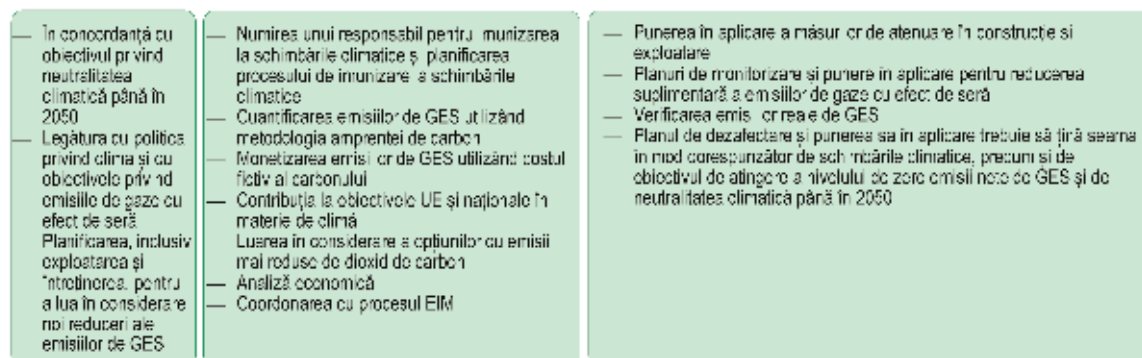 — În concordanță cu
obiectivul privind
neutralitatea
climatică până în
2050
— Legătura cu politica
privind clima și cu
obiectivele privind
emisiile de gaze cu
efect de seră
Planificarea, inclusiv
exploatarea și
întreținerea, pentru
a lua în considerare
noi reduceri ale
emisiilor de GES
— Numirea unui responsabil pentru imunizarea
la schimbările climatice și planificarea
procesului de imunizare la schimbările
climatice
— Cuantificarea emisiilor de GES utilizând
metodologia amprentei de carbon
— Monetizarea emisiilor de GES utilizând costul
fictiv al carbonului
— Contribuția la obiectivele UE și naționale în
materie de climă
Luarea în considerare a opțiunilor cu emisii
mai reduse de dioxid de carbon
— Analiză economică
— Coordonarea cu procesul EIM
— Punerea în aplicare a măsurilor de atenuare în construcție și
exploatare
— Planuri de monitorizare și punere în aplicare pentru reducerea
suplimentară a emisiilor de gaze cu efect de seră
— Verificarea emisiilor reale de GES
— Planul de dezafectare și punerea sa în aplicare trebuie să țină seama
în mod corespunzător de schimbările climatice, precum și de
obiectivul de atingere a nivelului de zero emisii nete de GES și de
neutralitatea climatică până în 2050